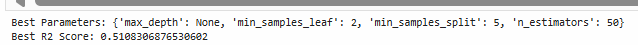 Best Parameters: {'max_depth': None, 'min_samples_leaf': 2, 'min_samples_split': 5, 'n_estimators': 50}
Best R2 Score: 0.5108306876530602